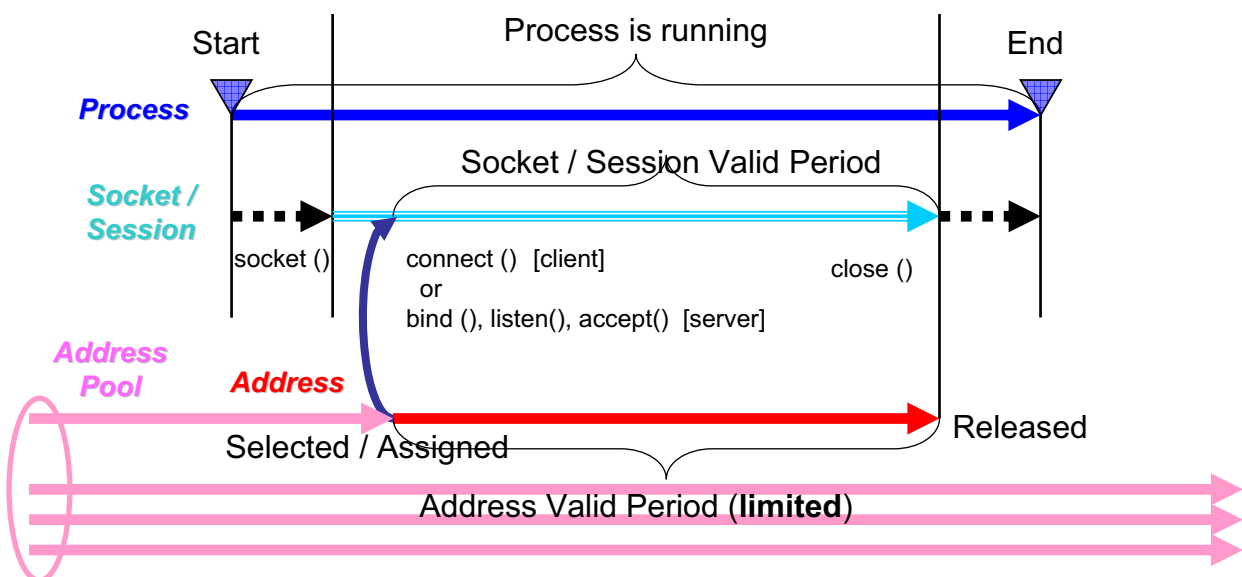 Process is running
Start
End
Process
Socket / Session Valid Period
Socket /
Session
socket ()
connect () [client]
or
bind (), listen(), accept() [server]
close ()
Address
Pool
Address
Selected / Assigned
Released
Address Valid Period (limited)